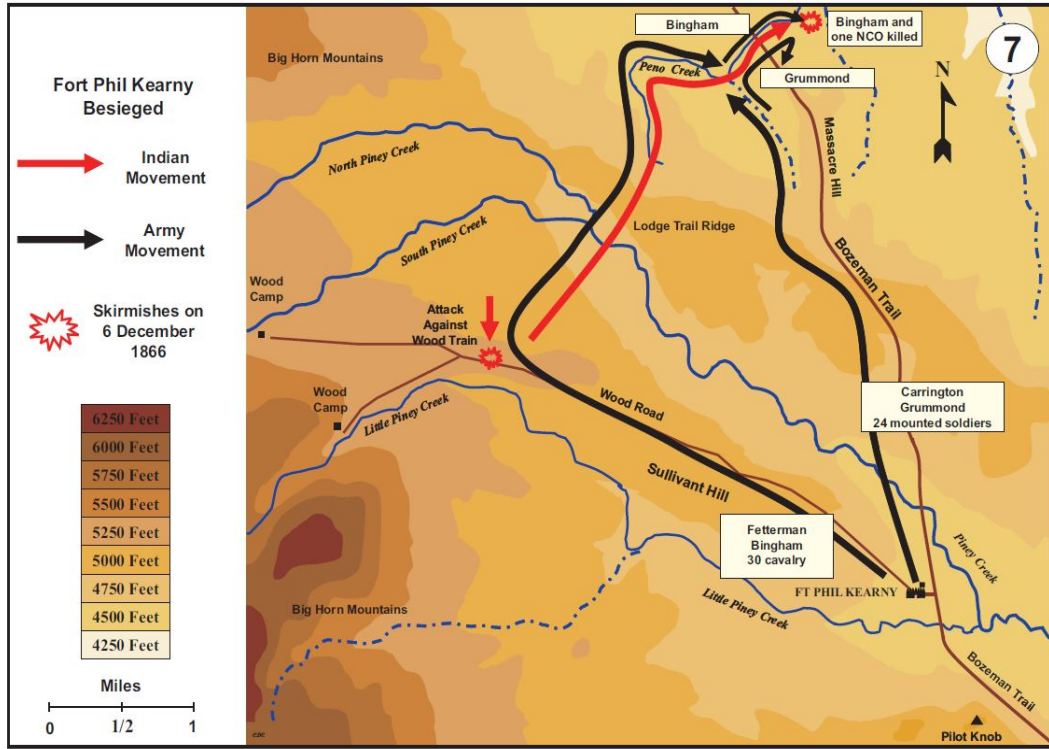 Fort Phil Kearny
Besieged
Indian
Movement
Army
Movement
Skirmishes on
6 December
1866
6250 Feet
6000 Feet
5750 Feet
5500 Feet
5250 Feet
5000 Feet
4750 Feet
4500 Feet
4250 Feet
Miles
0
1/2
1
Big Horn Mountains
Bingham
Bingham and
one NCO killed
7
Peno Creek
Grummond
N
Massacre Hill
North Piney Creek
South Piney Creek
Lodge Trail Ridge
Bozeman Trail
Wood
Camp
Attack
Against
Wood Train
Wood
Camp
Little Piney Creek
Wood Road
Carrington
Grummond
24 mounted soldiers
Sullivant Hill
Fetterman
Bingham
30 cavalry
Piney Creek
FT PHIL KEARNY
Big Horn Mountains
Little Piney Creek
Bozeman Trail
Pilot Knob